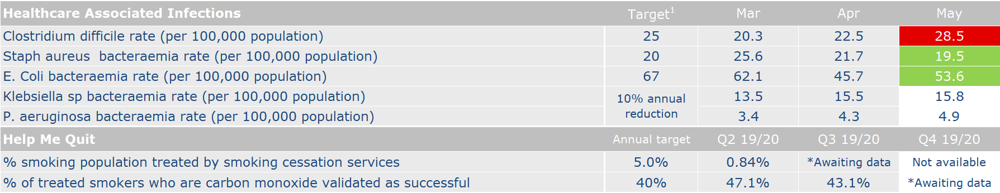 Healthcare Associated Infections Target1 Mar Apr May
Clostridium difficile rate (per 100,000 population) 25 20.3 22.5 28.5
Staph aureus  bacteraemia rate (per 100,000 population) 20 25.6 21.7 19.5
E. Coli bacteraemia rate (per 100,000 population) 67 62.1 45.7 53.6
Klebsiella sp bacteraemia rate (per 100,000 population) 10% annual 13.5 15.5 15.8
P. aeruginosa bacteraemia rate (per 100,000 population) reduction 3.4 4.3 4.9
Help Me Quit Annual target Q2 19/20 Q3 19/20 Q4 19/20
% smoking population treated by smoking cessation services 5.0% 0.84% *Awaiting data Not available
% of treated smokers who are carbon monoxide validated as successful 40% 47.1% 43.1% *Awaiting data